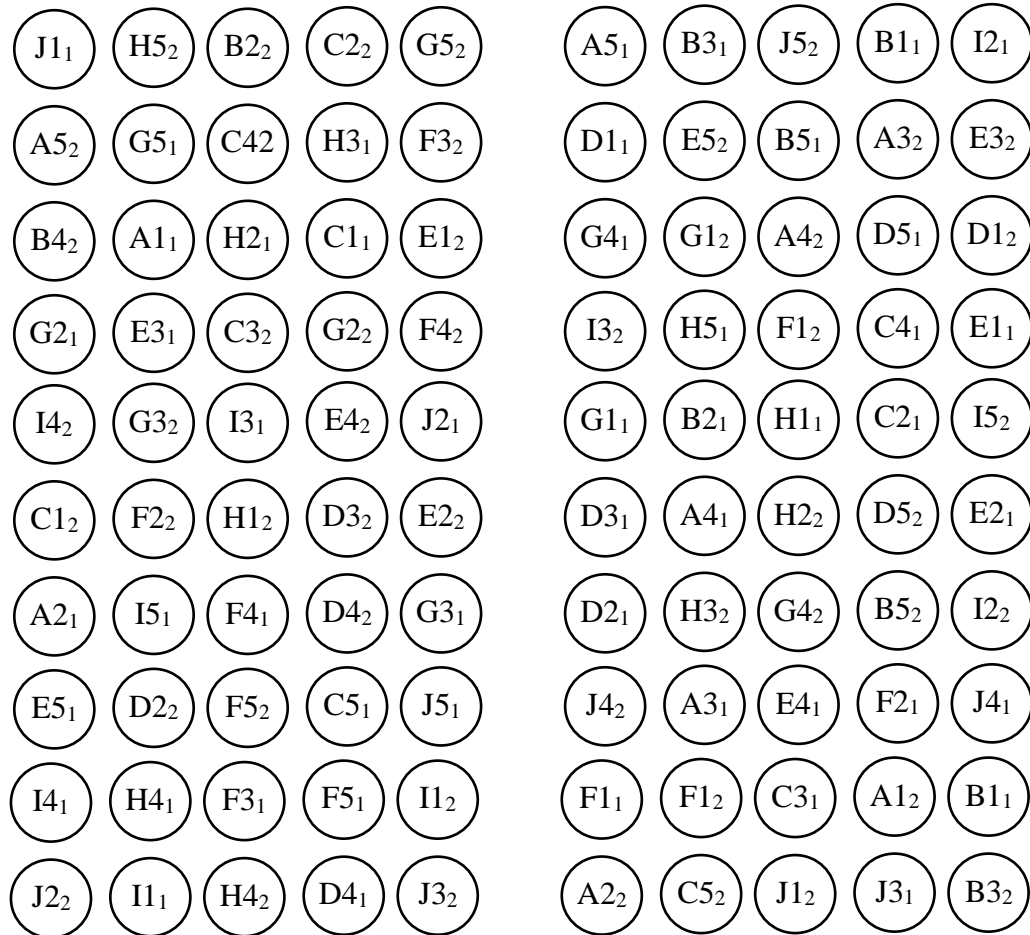 J1₁ H5₂ B2₂ C2₂ G5₂ A5₁ B3₁ J5₂ B1₁ I2₁
A5₂ G5₁ C42 H3₁ F3₂ D1₁ E5₂ B5₁ A3₂ E3₂
B4₂ A1₁ H2₁ C1₁ E1₂ G4₁ G1₂ A4₂ D5₁ D1₂
G2₁ E3₁ C3₂ G2₂ F4₂ I3₂ H5₁ F1₂ C4₁ E1₁
I4₂ G3₂ I3₁ E4₂ J2₁ G1₁ B2₁ H1₁ C2₁ I5₂
C1₂ F2₂ H1₂ D3₂ E2₂ D3₁ A4₁ H2₂ D5₂ E2₁
A2₁ I5₁ F4₁ D4₂ G3₁ D2₁ H3₂ G4₂ B5₂ I2₂
E5₁ D2₂ F5₂ C5₁ J5₁ J4₂ A3₁ E4₁ F2₁ J4₁
I4₁ H4₁ F3₁ F5₁ I1₂ F1₁ F1₂ C3₁ A1₂ B1₁
J2₂ I1₁ H4₂ D4₁ J3₂ A2₂ C5₂ J1₂ J3₁ B3₂